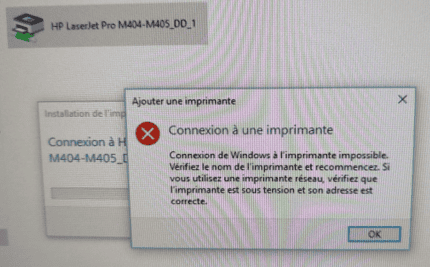 HP LaserJet Pro M404-M405_DD_1
Ajouter une imprimante
Installation de l'imp
Connexion à une imprimante
Connexion à H
M404-M405_D
Connexion de Windows à l'imprimante impossible.
Vérifiez le nom de l'imprimante et recommencez. Si
vous utilisez une imprimante réseau, vérifiez que
l'imprimante est sous tension et son adresse est
correcte.
OK